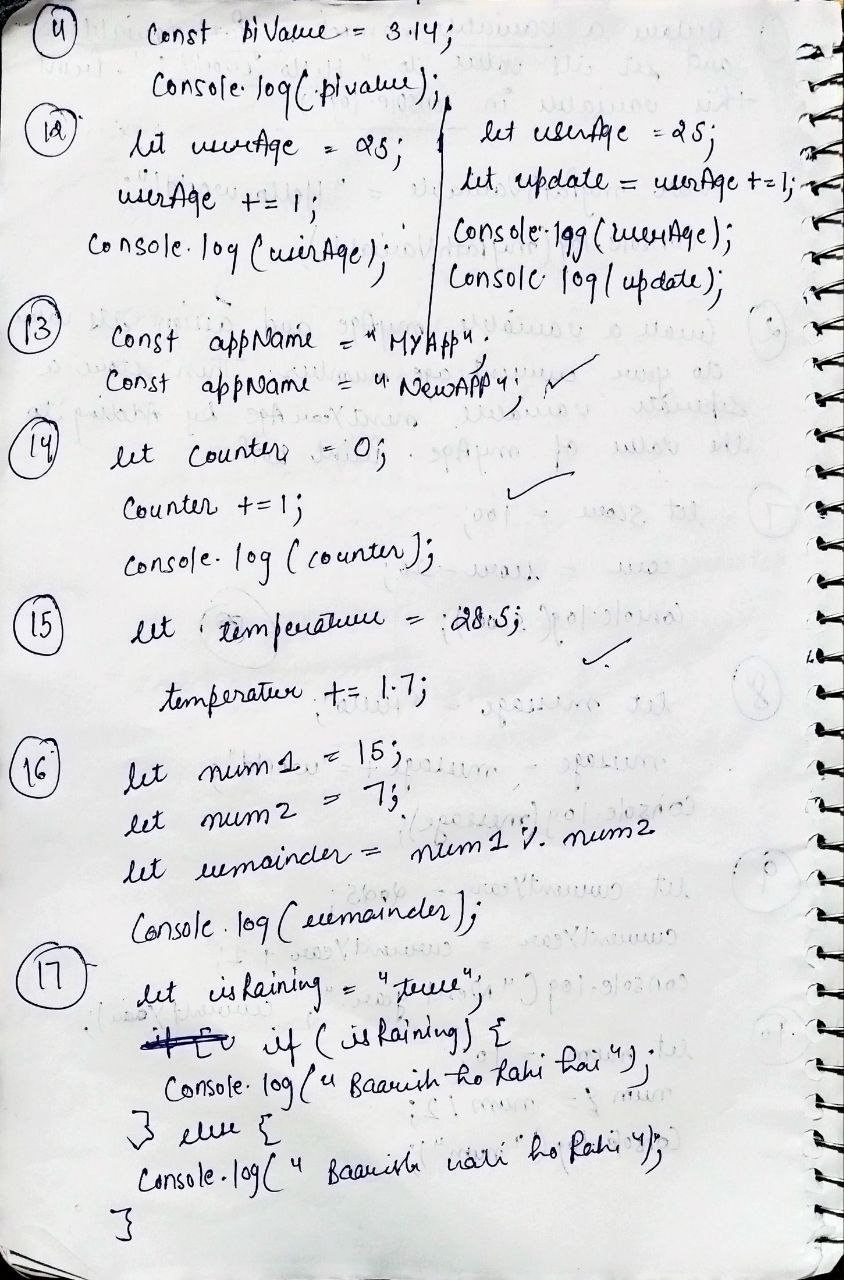 11 Const piValue = 3.14;
Console.log(pivalue);
12 let userAge = 25;
userAge += 1;
Console.log(userAge);
let userAge = 25;
let update = userAge += 1;
Console.log(userAge);
Console.log(update);
13 Const appName = "MYApp";
Const appName = "NewAPP";
14 let counter = 0;
Counter += 1;
Console.log(counter);
15 let temperature = 28.5;
temperatur += 1.7;
16 let num1 = 15;
let num2 = 7;
let remainder = num1 % num2
Console.log(remainder);
17 let isRaining = "true";
if (isRaining) {
Console.log("Baarish ho Rahi hai");
} else {
Console.log("Baarish nahi ho Rahi");
}